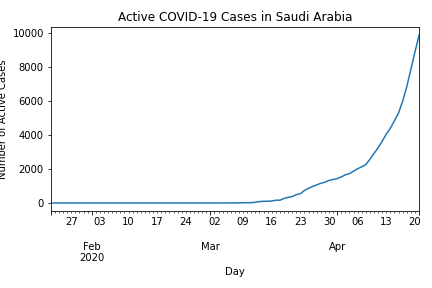 Active COVID-19 Cases in Saudi Arabia
Number of Active Cases
10000
8000
6000
4000
2000
0
27 03 10 17 24 02 09 16 23 30 06 13 20
Feb Mar Apr
2020
Day